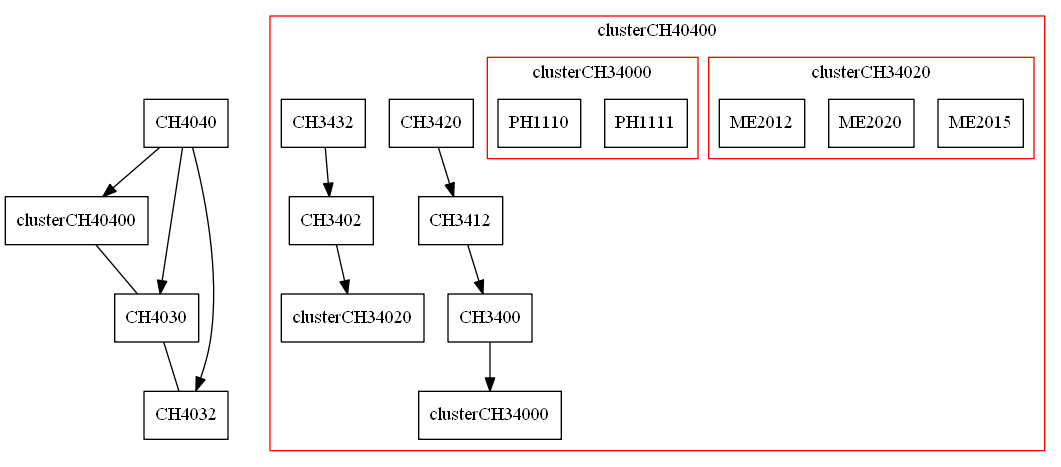 clusterCH40400
clusterCH34000
clusterCH34020
CH4040
CH3432
CH3420
PH1110
PH1111
ME2012
ME2020
ME2015
clusterCH40400
CH3402
CH3412
CH4030
clusterCH34020
CH3400
CH4032
clusterCH34000